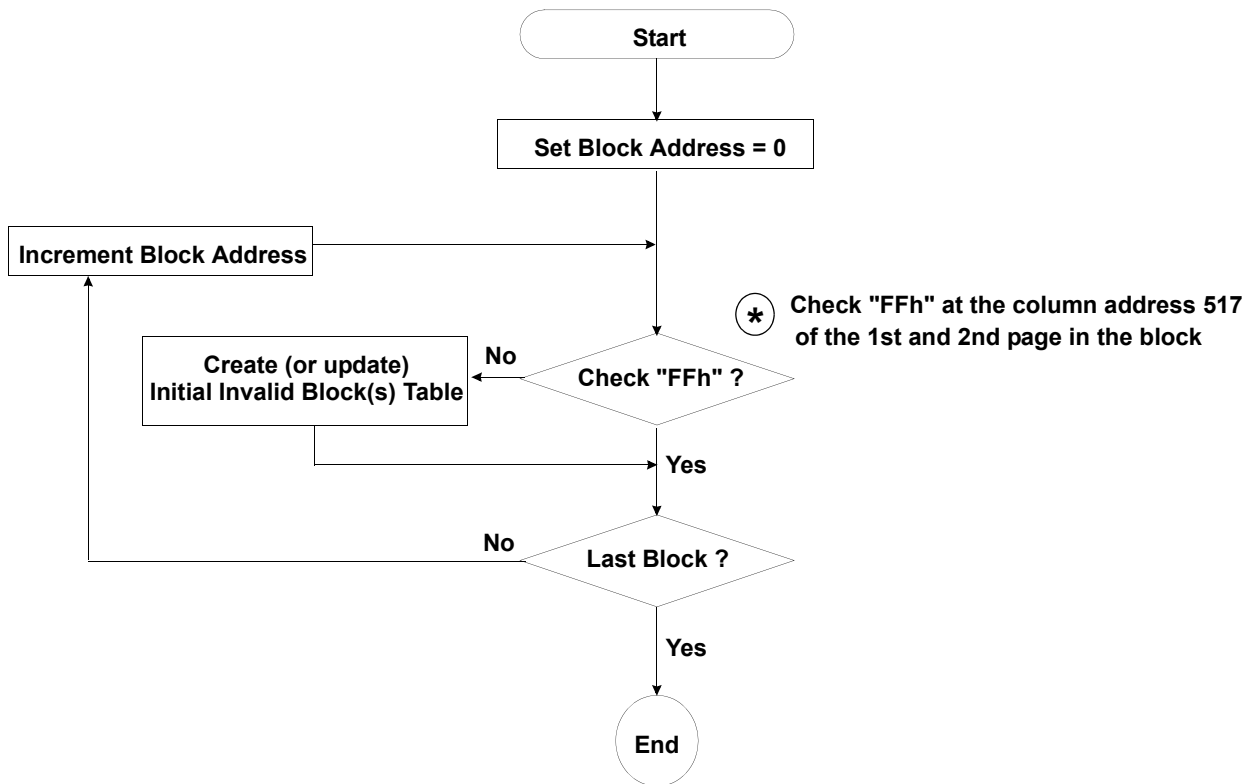 Start
Set Block Address = 0
Increment Block Address
* Check "FFh" at the column address 517
of the 1st and 2nd page in the block
Create (or update)
Initial Invalid Block(s) Table
No
Check "FFh" ?
Yes
No
Last Block ?
Yes
End